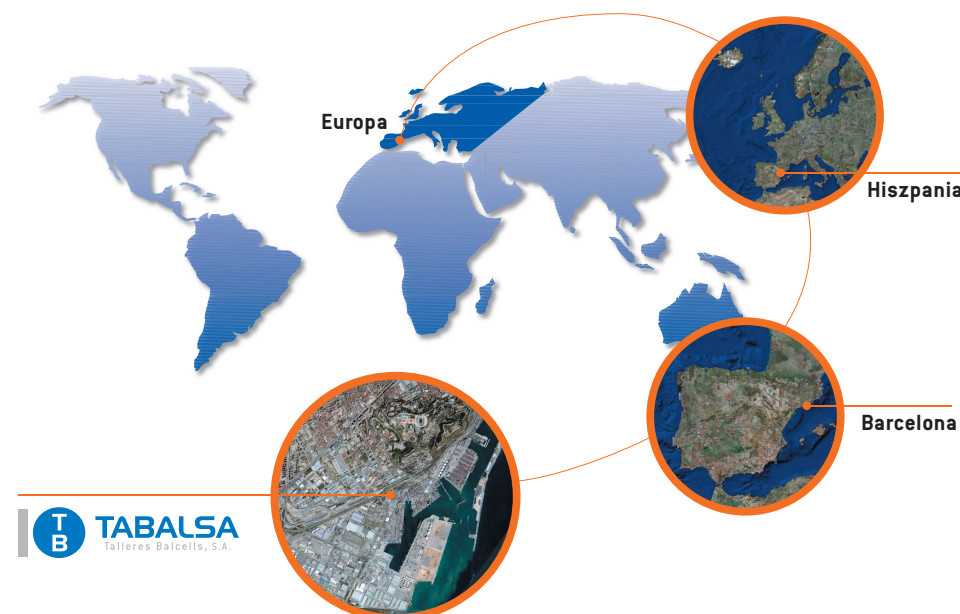 Europa
Hiszpania
Barcelona
TB
TABALSA
Talleres Balcells, S.A.